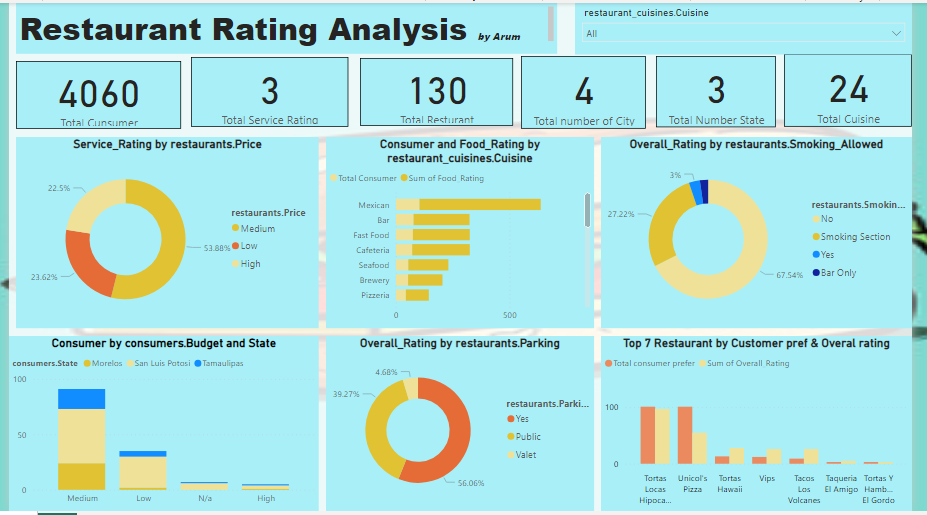 Restaurant Rating Analysis by Arum
restaurant_cuisines.Cuisine
All
4060
Total Cunsumer
3
Total Service Rating
130
Total Resturant
4
Total number of City
3
Total Number State
24
Total Cuisine
Service_Rating by restaurants.Price
22.5%
53.88%
23.62%
restaurants.Price
Medium
Low
High
Consumer and Food_Rating by
restaurant_cuisines.Cuisine
Total Consumer Sum of Food_Rating
Mexican
Bar
Fast Food
Cafeteria
Seafood
Brewery
Pizzeria
0 500
Overall_Rating by restaurants.Smoking_Allowed
3%
27.22%
67.54%
restaurants.Smokin...
No
Smoking Section
Yes
Bar Only
Consumer by consumers.Budget and State
consumers.State Morelos San Luis Potosi Tamaulipas
100
50
0
Medium Low N/a High
Overall_Rating by restaurants.Parking
4.68%
39.27%
56.06%
restaurants.Parki...
Yes
Public
Valet
Top 7 Restaurant by Customer pref & Overal rating
Total consumer prefer Sum of Overall_Rating
100
0
Tortas Unicol's Tortas Vips Tacos Taqueria Tortas Y
Locas Pizza Hawaii Los El Amigo Hamb...
Hipoca... Volcanes El Gordo